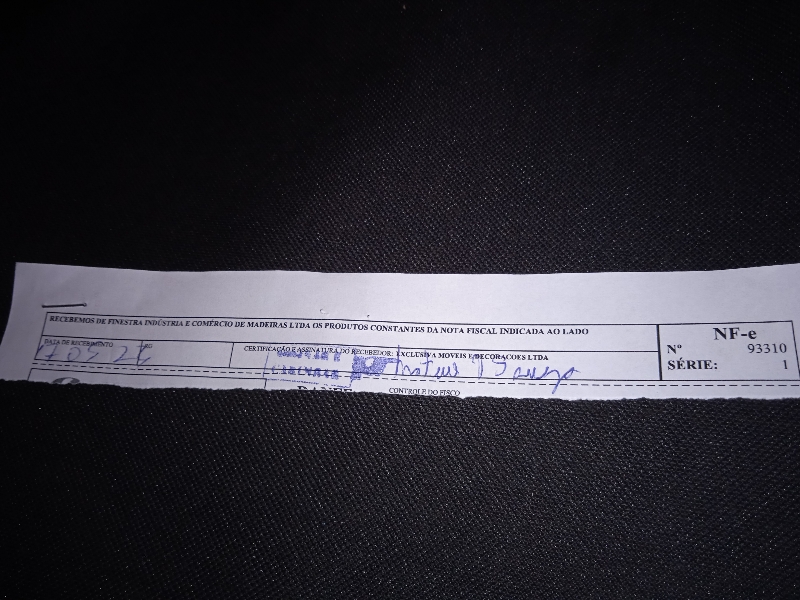 RECEBEMOS DE FINESTRA INDÚSTRIA E COMÉRCIO DE MADEIRAS LTDA OS PRODUTOS CONSTANTES DA NOTA FISCAL INDICADA AO LADO
NF-e
Nº 93310
SÉRIE: 1
DATA DE RECEBIMENTO
CERTIFICAÇÃO E ASSINATURA DO RECEBEDOR: EXCLUSIVA MOVEIS E DECORACOES LTDA
Mateus
CONTROLE DO FISCO